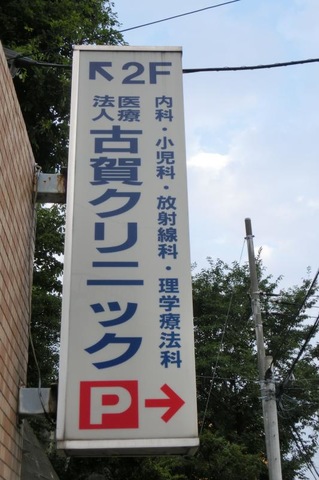 ↖2F
内科・小児科・放射線科・理学療法科
医療
法人
古賀クリニック
P→